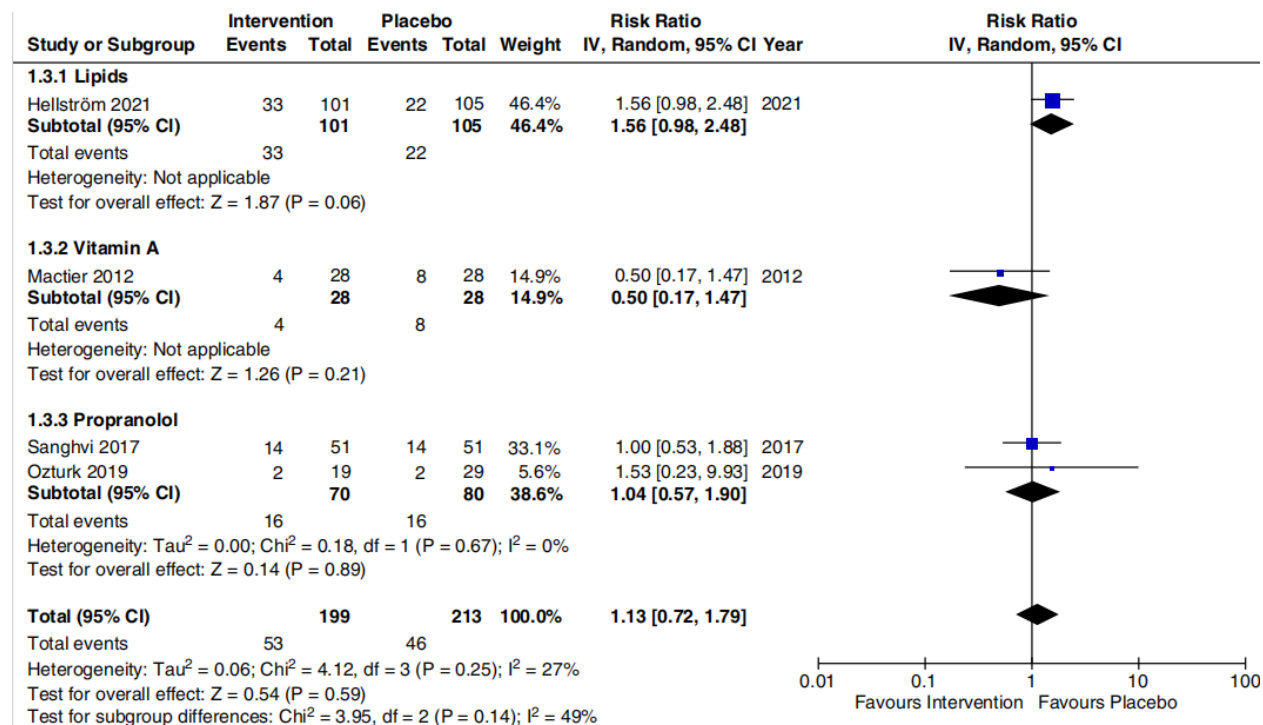 Intervention Placebo Risk Ratio Risk Ratio
Study or Subgroup Events Total Events Total Weight IV, Random, 95% CI Year IV, Random, 95% CI
1.3.1 Lipids
Hellström 2021 33 101 22 105 46.4% 1.56 [0.98, 2.48] 2021
Subtotal (95% CI) 101 105 46.4% 1.56 [0.98, 2.48]
Total events 33 22
Heterogeneity: Not applicable
Test for overall effect: Z = 1.87 (P = 0.06)
1.3.2 Vitamin A
Mactier 2012 4 28 8 28 14.9% 0.50 [0.17, 1.47] 2012
Subtotal (95% CI) 28 28 14.9% 0.50 [0.17, 1.47]
Total events 4 8
Heterogeneity: Not applicable
Test for overall effect: Z = 1.26 (P = 0.21)
1.3.3 Propranolol
Sanghvi 2017 14 51 14 51 33.1% 1.00 [0.53, 1.88] 2017
Ozturk 2019 2 19 2 29 5.6% 1.53 [0.23, 9.93] 2019
Subtotal (95% CI) 70 80 38.6% 1.04 [0.57, 1.90]
Total events 16 16
Heterogeneity: Tau² = 0.00; Chi² = 0.18, df = 1 (P = 0.67); I² = 0%
Test for overall effect: Z = 0.14 (P = 0.89)
Total (95% CI) 199 213 100.0% 1.13 [0.72, 1.79]
Total events 53 46
Heterogeneity: Tau² = 0.06; Chi² = 4.12, df = 3 (P = 0.25); I² = 27%
Test for overall effect: Z = 0.54 (P = 0.59)
Test for subgroup differences: Chi² = 3.95, df = 2 (P = 0.14); I² = 49%
0.01 0.1 1 10 100
Favours Intervention Favours Placebo